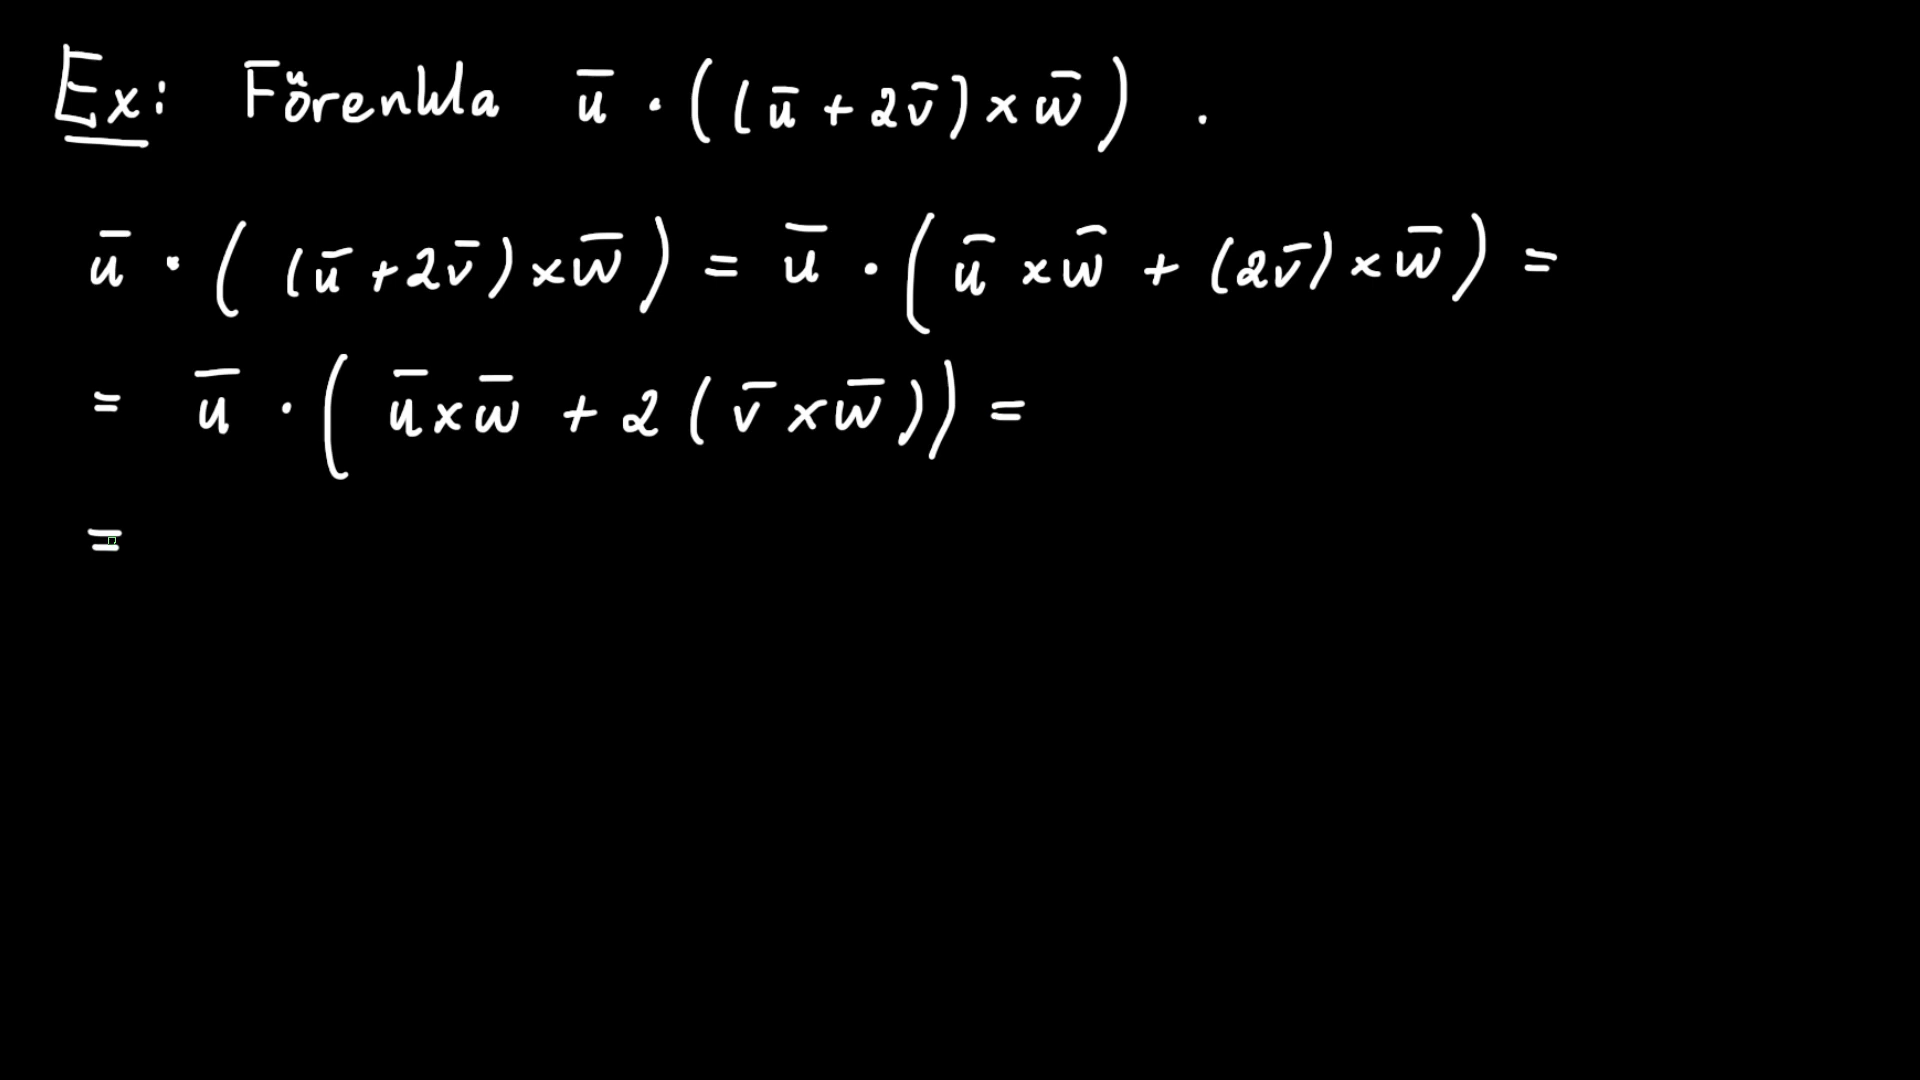 Ex: Förenkla ū · ((ū + 2v̄) × w̄) .
ū · ((ū + 2v̄) × w̄) = ū · (ū × w̄ + (2v̄) × w̄) =
= ū · (ū × w̄ + 2(v̄ × w̄)) =
=